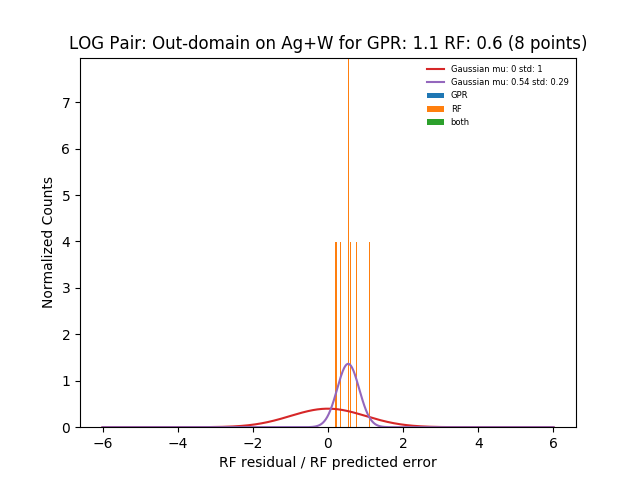 LOG Pair: Out-domain on Ag+W for GPR: 1.1 RF: 0.6 (8 points)
Gaussian mu: 0 std: 1
Gaussian mu: 0.54 std: 0.29
GPR
RF
both
Normalized Counts
7
6
5
4
3
2
1
0
−6 −4 −2 0 2 4 6
RF residual / RF predicted error